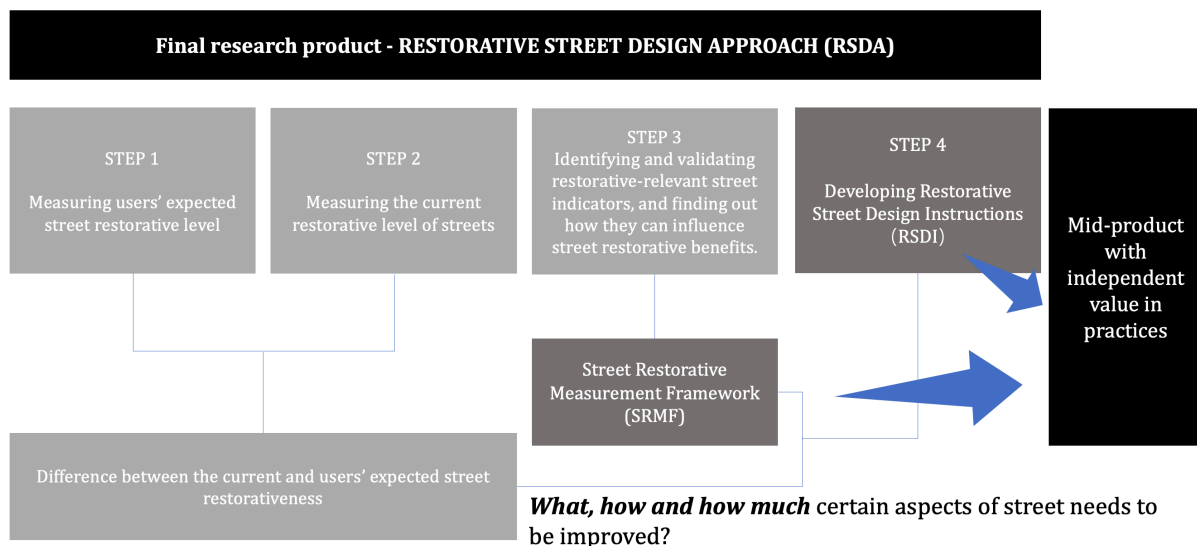 Final research product - RESTORATIVE STREET DESIGN APPROACH (RSDA)
STEP 1
Measuring users’ expected
street restorative level
STEP 2
Measuring the current
restorative level of streets
STEP 3
Identifying and validating
restorative-relevant street
indicators, and finding out
how they can influence
street restorative benefits.
STEP 4
Developing Restorative
Street Design Instructions
(RSDI)
Mid-product
with
independent
value in
practices
Street Restorative
Measurement Framework
(SRMF)
Difference between the current and users’ expected street
restorativeness
What, how and how much certain aspects of street needs to
be improved?